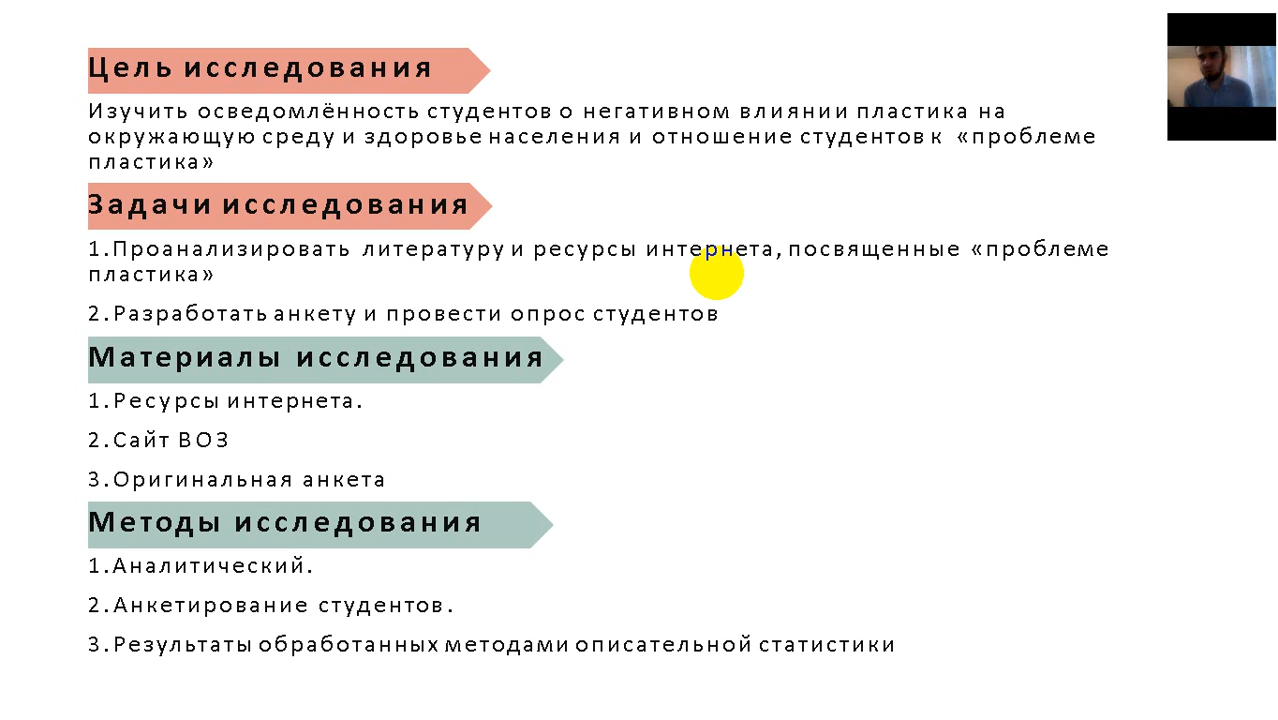 Цель исследования
Изучить осведомлённость студентов о негативном влиянии пластика на
окружающую среду и здоровье населения и отношение студентов к «проблеме
пластика»
Задачи исследования
1.Проанализировать литературу и ресурсы интернета, посвященные «проблеме
пластика»
2.Разработать анкету и провести опрос студентов
Материалы исследования
1.Ресурсы интернета.
2.Сайт ВОЗ
3.Оригинальная анкета
Методы исследования
1.Аналитический.
2.Анкетирование студентов.
3.Результаты обработанных методами описательной статистики